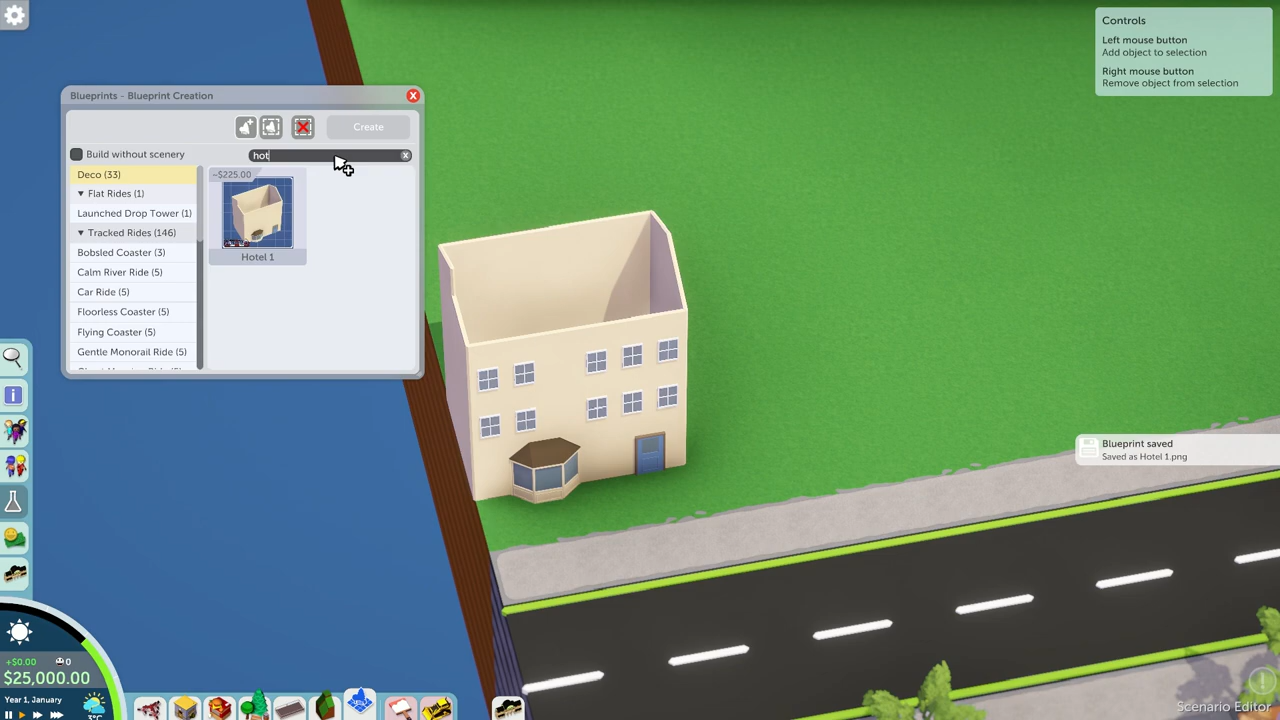 Blueprints - Blueprint Creation
Create
Build without scenery
hot
Deco (33)
▼ Flat Rides (1)
Launched Drop Tower (1)
▼ Tracked Rides (146)
Bobsled Coaster (3)
Calm River Ride (5)
Car Ride (5)
Floorless Coaster (5)
Flying Coaster (5)
Gentle Monorail Ride (5)
~$225.00
Hotel 1
Controls
Left mouse button
Add object to selection
Right mouse button
Remove object from selection
Blueprint saved
Saved as Hotel 1.png
+$0.00
0
$25,000.00
Year 1, January
Scenario Editor